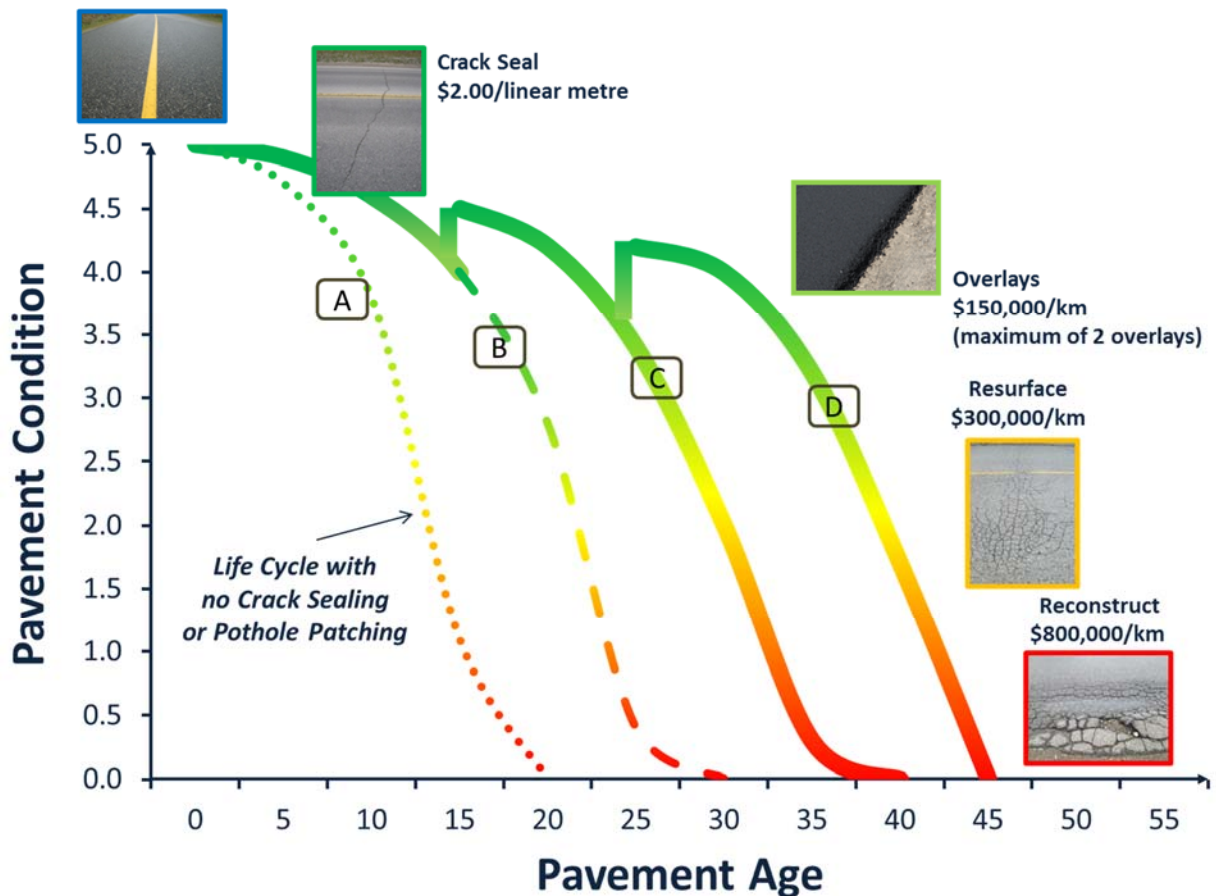 Crack Seal
$2.00/linear metre
Overlays
$150,000/km
(maximum of 2 overlays)
Resurface
$300,000/km
Reconstruct
$800,000/km
Pavement Condition
5.0
4.5
4.0
3.5
3.0
2.5
2.0
1.5
1.0
0.5
0.0
A
B
C
D
Life Cycle with
no Crack Sealing
or Pothole Patching
0 5 10 15 20 25 30 35 40 45 50 55
Pavement Age